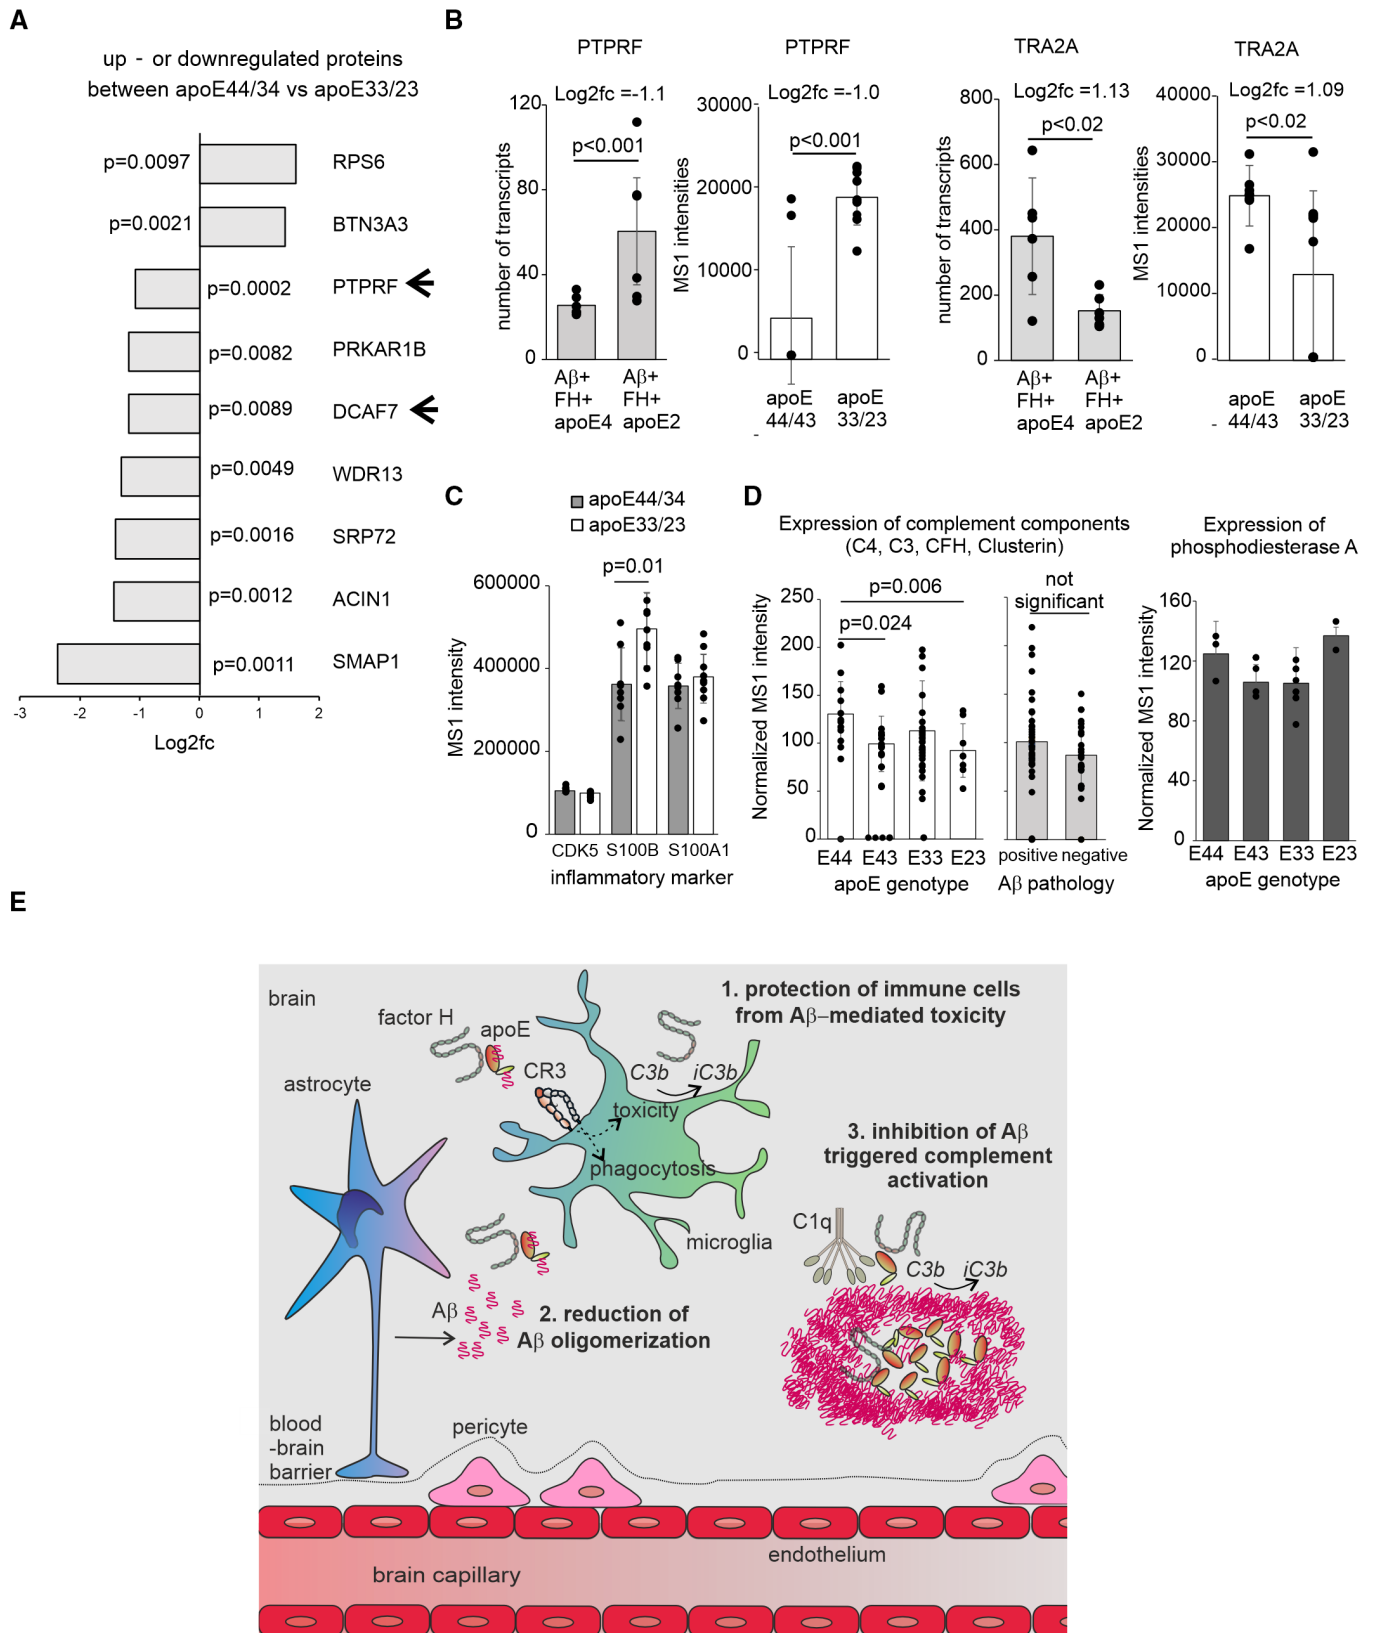 A
up - or downregulated proteins
between apoE44/34 vs apoE33/23
p=0.0097 RPS6
p=0.0021 BTN3A3
p=0.0002 PTPRF
p=0.0082 PRKAR1B
p=0.0089 DCAF7
p=0.0049 WDR13
p=0.0016 SRP72
p=0.0012 ACIN1
p=0.0011 SMAP1
-3 -2 -1 0 1 2
Log2fc
B
PTPRF
Log2fc =-1.1
p<0.001
number of transcripts
120
80
40
0
Aβ+ Aβ+
FH+ FH+
apoE4 apoE2
PTPRF
Log2fc =-1.0
p<0.001
MS1 intensities
30000
20000
10000
0
apoE apoE
44/43 33/23
-
TRA2A
Log2fc =1.13
p<0.02
number of transcripts
800
600
400
200
0
Aβ+ Aβ+
FH+ FH+
apoE4 apoE2
TRA2A
Log2fc =1.09
p<0.02
MS1 intensities
40000
30000
20000
10000
0
apoE apoE
- 44/43 33/23
C
apoE44/34
apoE33/23
p=0.01
MS1 intensity
600000
400000
200000
0
CDK5 S100B S100A1
inflammatory marker
D
Expression of complement components
(C4, C3, CFH, Clusterin)
p=0.006
p=0.024
Normalized MS1 intensity
250
200
150
100
50
0
E44 E43 E33 E23
apoE genotype
not
significant
positive negative
Aβ pathology
Expression of
phosphodiesterase A
Normalized MS1 intensity
160
120
80
40
0
E44 E43 E33 E23
apoE genotype
E
brain
factor H
apoE
CR3
astrocyte
1. protection of immune cells
from Aβ−mediated toxicity
C3b iC3b
toxicity
phagocytosis
microglia
3. inhibition of Aβ
triggered complement
activation
C1q
C3b iC3b
Aβ
2. reduction of
Aβ oligomerization
blood
-brain
barrier
pericyte
endothelium
brain capillary